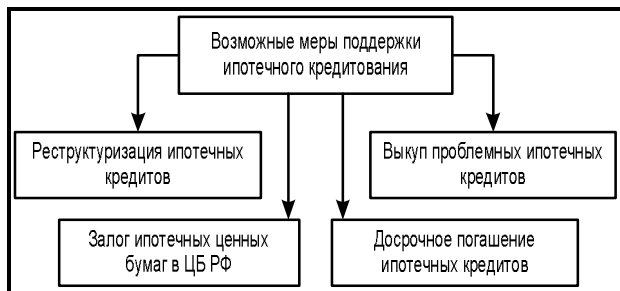 Возможные меры поддержки
ипотечного кредитования
Реструктуризация ипотечных
кредитов
Выкуп проблемных ипотечных
кредитов
Залог ипотечных ценных
бумаг в ЦБ РФ
Досрочное погашение
ипотечных кредитов